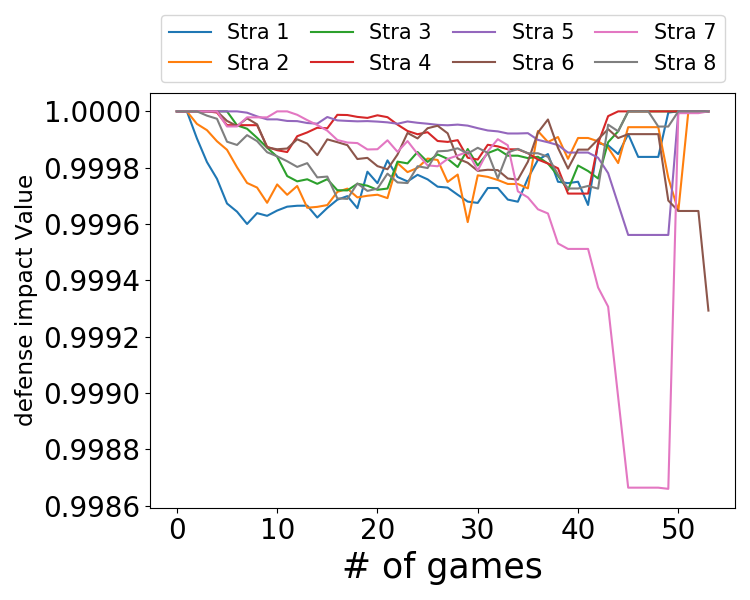 Stra 1 Stra 3 Stra 5 Stra 7
Stra 2 Stra 4 Stra 6 Stra 8
1.0000
0.9998
0.9996
0.9994
0.9992
0.9990
0.9988
0.9986
defense impact Value
0 10 20 30 40 50
# of games